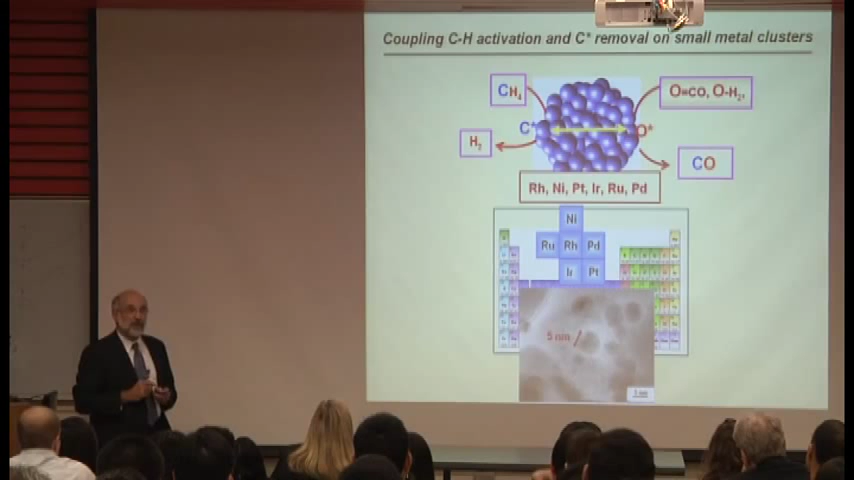 Coupling C-H activation and C* removal on small metal clusters
CH4
O=CO, O-H2,
C*
O*
H2
CO
Rh, Ni, Pt, Ir, Ru, Pd
Ni
Ru Rh Pd
Ir Pt
5 nm